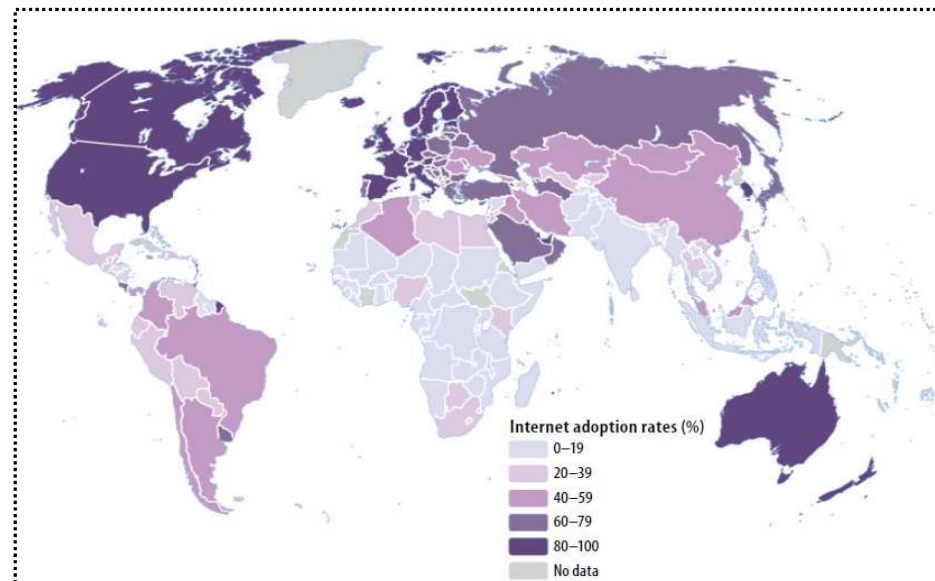 Internet adoption rates (%)
0–19
20–39
40–59
60–79
80–100
No data